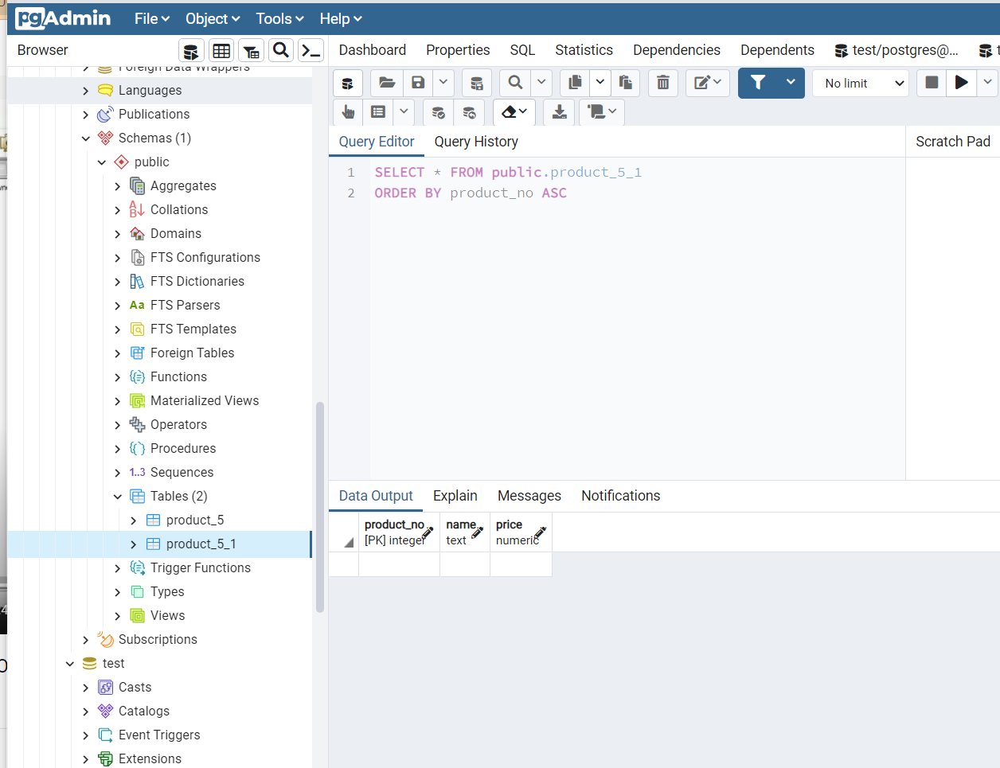 pgAdmin File Object Tools Help
Browser
Dashboard Properties SQL Statistics Dependencies Dependents test/postgres@...
No limit
Query Editor Query History Scratch Pad
1 SELECT * FROM public.product_5_1
2 ORDER BY product_no ASC
Foreign Data Wrappers
Languages
Publications
Schemas (1)
public
Aggregates
Collations
Domains
FTS Configurations
FTS Dictionaries
Aa FTS Parsers
FTS Templates
Foreign Tables
Functions
Materialized Views
Operators
Procedures
1..3 Sequences
Tables (2)
product_5
product_5_1
Trigger Functions
Types
Views
Subscriptions
test
Casts
Catalogs
Event Triggers
Extensions
Data Output Explain Messages Notifications
product_no name price
[PK] integer text numeric